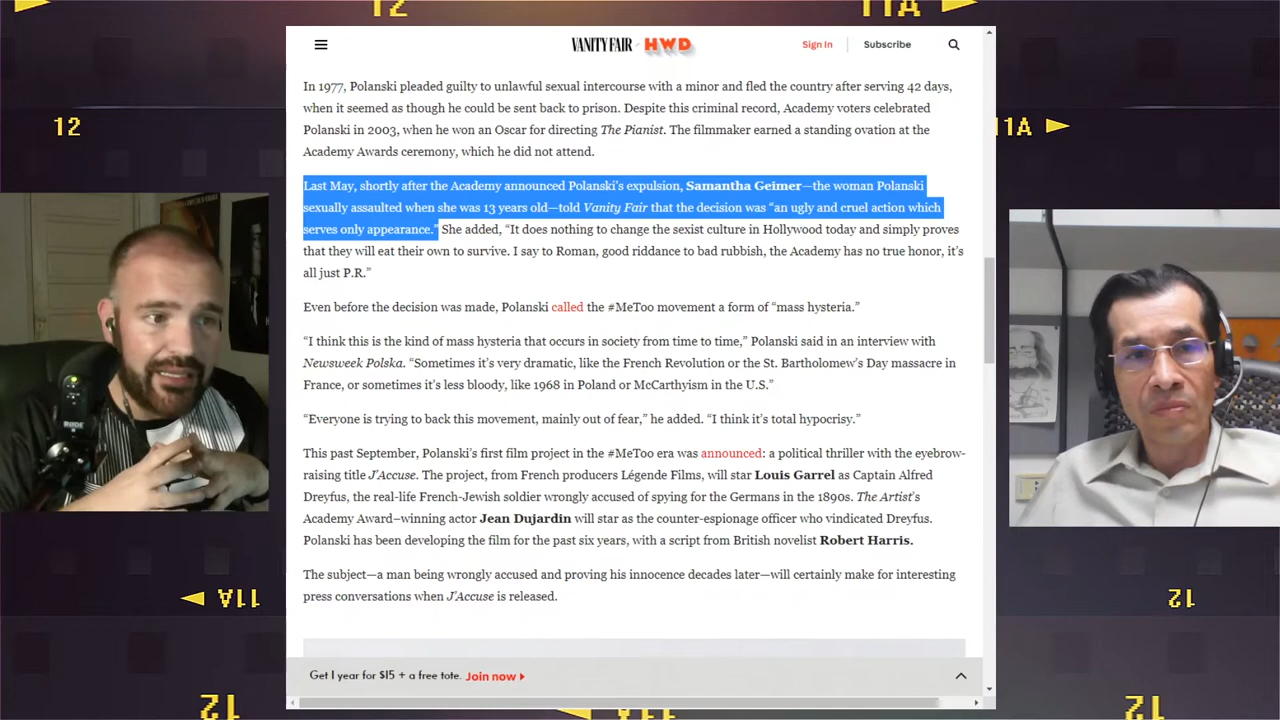 12
11A
VANITY FAIR HWD
Sign In
Subscribe
In 1977, Polanski pleaded guilty to unlawful sexual intercourse with a minor and fled the country after serving 42 days,
when it seemed as though he could be sent back to prison. Despite this criminal record, Academy voters celebrated
Polanski in 2003, when he won an Oscar for directing The Pianist. The filmmaker earned a standing ovation at the
Academy Awards ceremony, which he did not attend.
12
11A
Last May, shortly after the Academy announced Polanski's expulsion, Samantha Geimer—the woman Polanski
sexually assaulted when she was 13 years old—told Vanity Fair that the decision was “an ugly and cruel action which
serves only appearance.” She added, “It does nothing to change the sexist culture in Hollywood today and simply proves
that they will eat their own to survive. I say to Roman, good riddance to bad rubbish, the Academy has no true honor, it's
all just P.R.”
Even before the decision was made, Polanski called the #MeToo movement a form of “mass hysteria.”
“I think this is the kind of mass hysteria that occurs in society from time to time,” Polanski said in an interview with
Newsweek Polska. “Sometimes it's very dramatic, like the French Revolution or the St. Bartholomew's Day massacre in
France, or sometimes it's less bloody, like 1968 in Poland or McCarthyism in the U.S.”
“Everyone is trying to back this movement, mainly out of fear,” he added. “I think it's total hypocrisy.”
This past September, Polanski's first film project in the #MeToo era was announced: a political thriller with the eyebrow-
raising title J'Accuse. The project, from French producers Légende Films, will star Louis Garrel as Captain Alfred
Dreyfus, the real-life French-Jewish soldier wrongly accused of spying for the Germans in the 1890s. The Artist's
Academy Award–winning actor Jean Dujardin will star as the counter-espionage officer who vindicated Dreyfus.
Polanski has been developing the film for the past six years, with a script from British novelist Robert Harris.
The subject—a man being wrongly accused and proving his innocence decades later—will certainly make for interesting
press conversations when J'Accuse is released.
RØDE
11A
12
Get 1 year for $15 + a free tote. Join now
12
11A
12